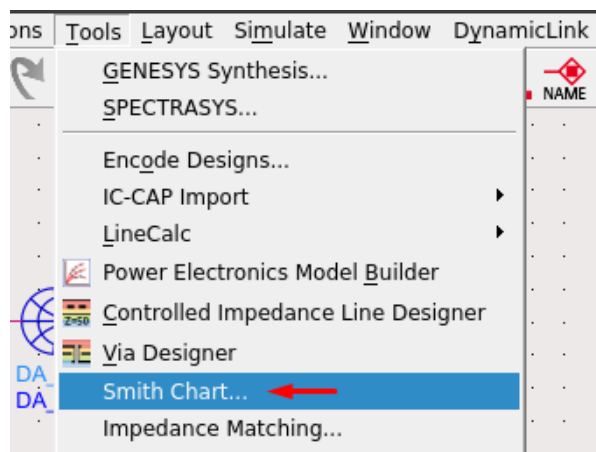 ons Tools Layout Simulate Window DynamicLink
GENESYS Synthesis...
NAME
SPECTRASYS...
Encode Designs...
IC-CAP Import
LineCalc
Power Electronics Model Builder
Z=50 Controlled Impedance Line Designer
Via Designer
DA_
Smith Chart...
DA_
Impedance Matching...